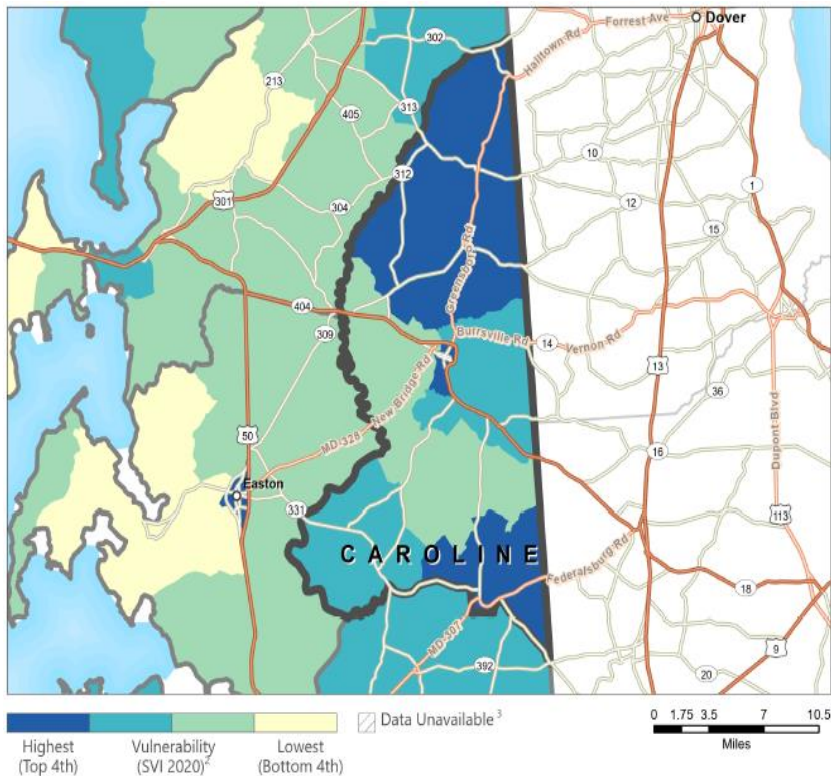 302
Halltown Rd
Forrest Ave
Dover
213
313
405
10
312
1
301
304
12
15
Greensboro Rd
404
309
Burrsville Rd
14
Vernon Rd
13
36
New Bridge Rd
MD-328
50
16
Dupont Blvd
Easton
331
113
CAROLINE
Federalsburg Rd
18
MD-307
9
392
20
Highest
(Top 4th)
Vulnerability
(SVI 2020)2
Lowest
(Bottom 4th)
Data Unavailable3
0 1.75 3.5 7 10.5
Miles